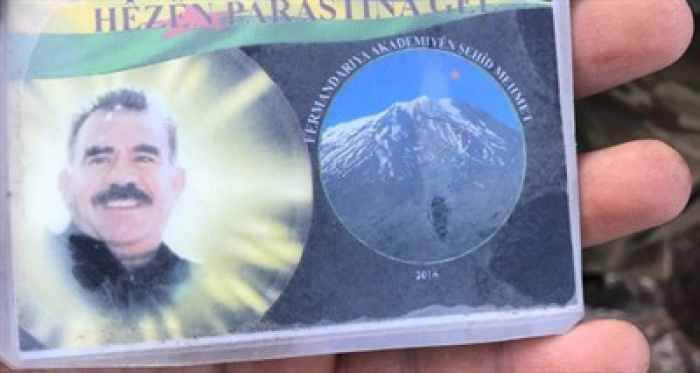 HÊZÊN PARASTINA GEL
FERMANDARIYA AKADEMIYÊN ŞEHÎD MEHMET
2014